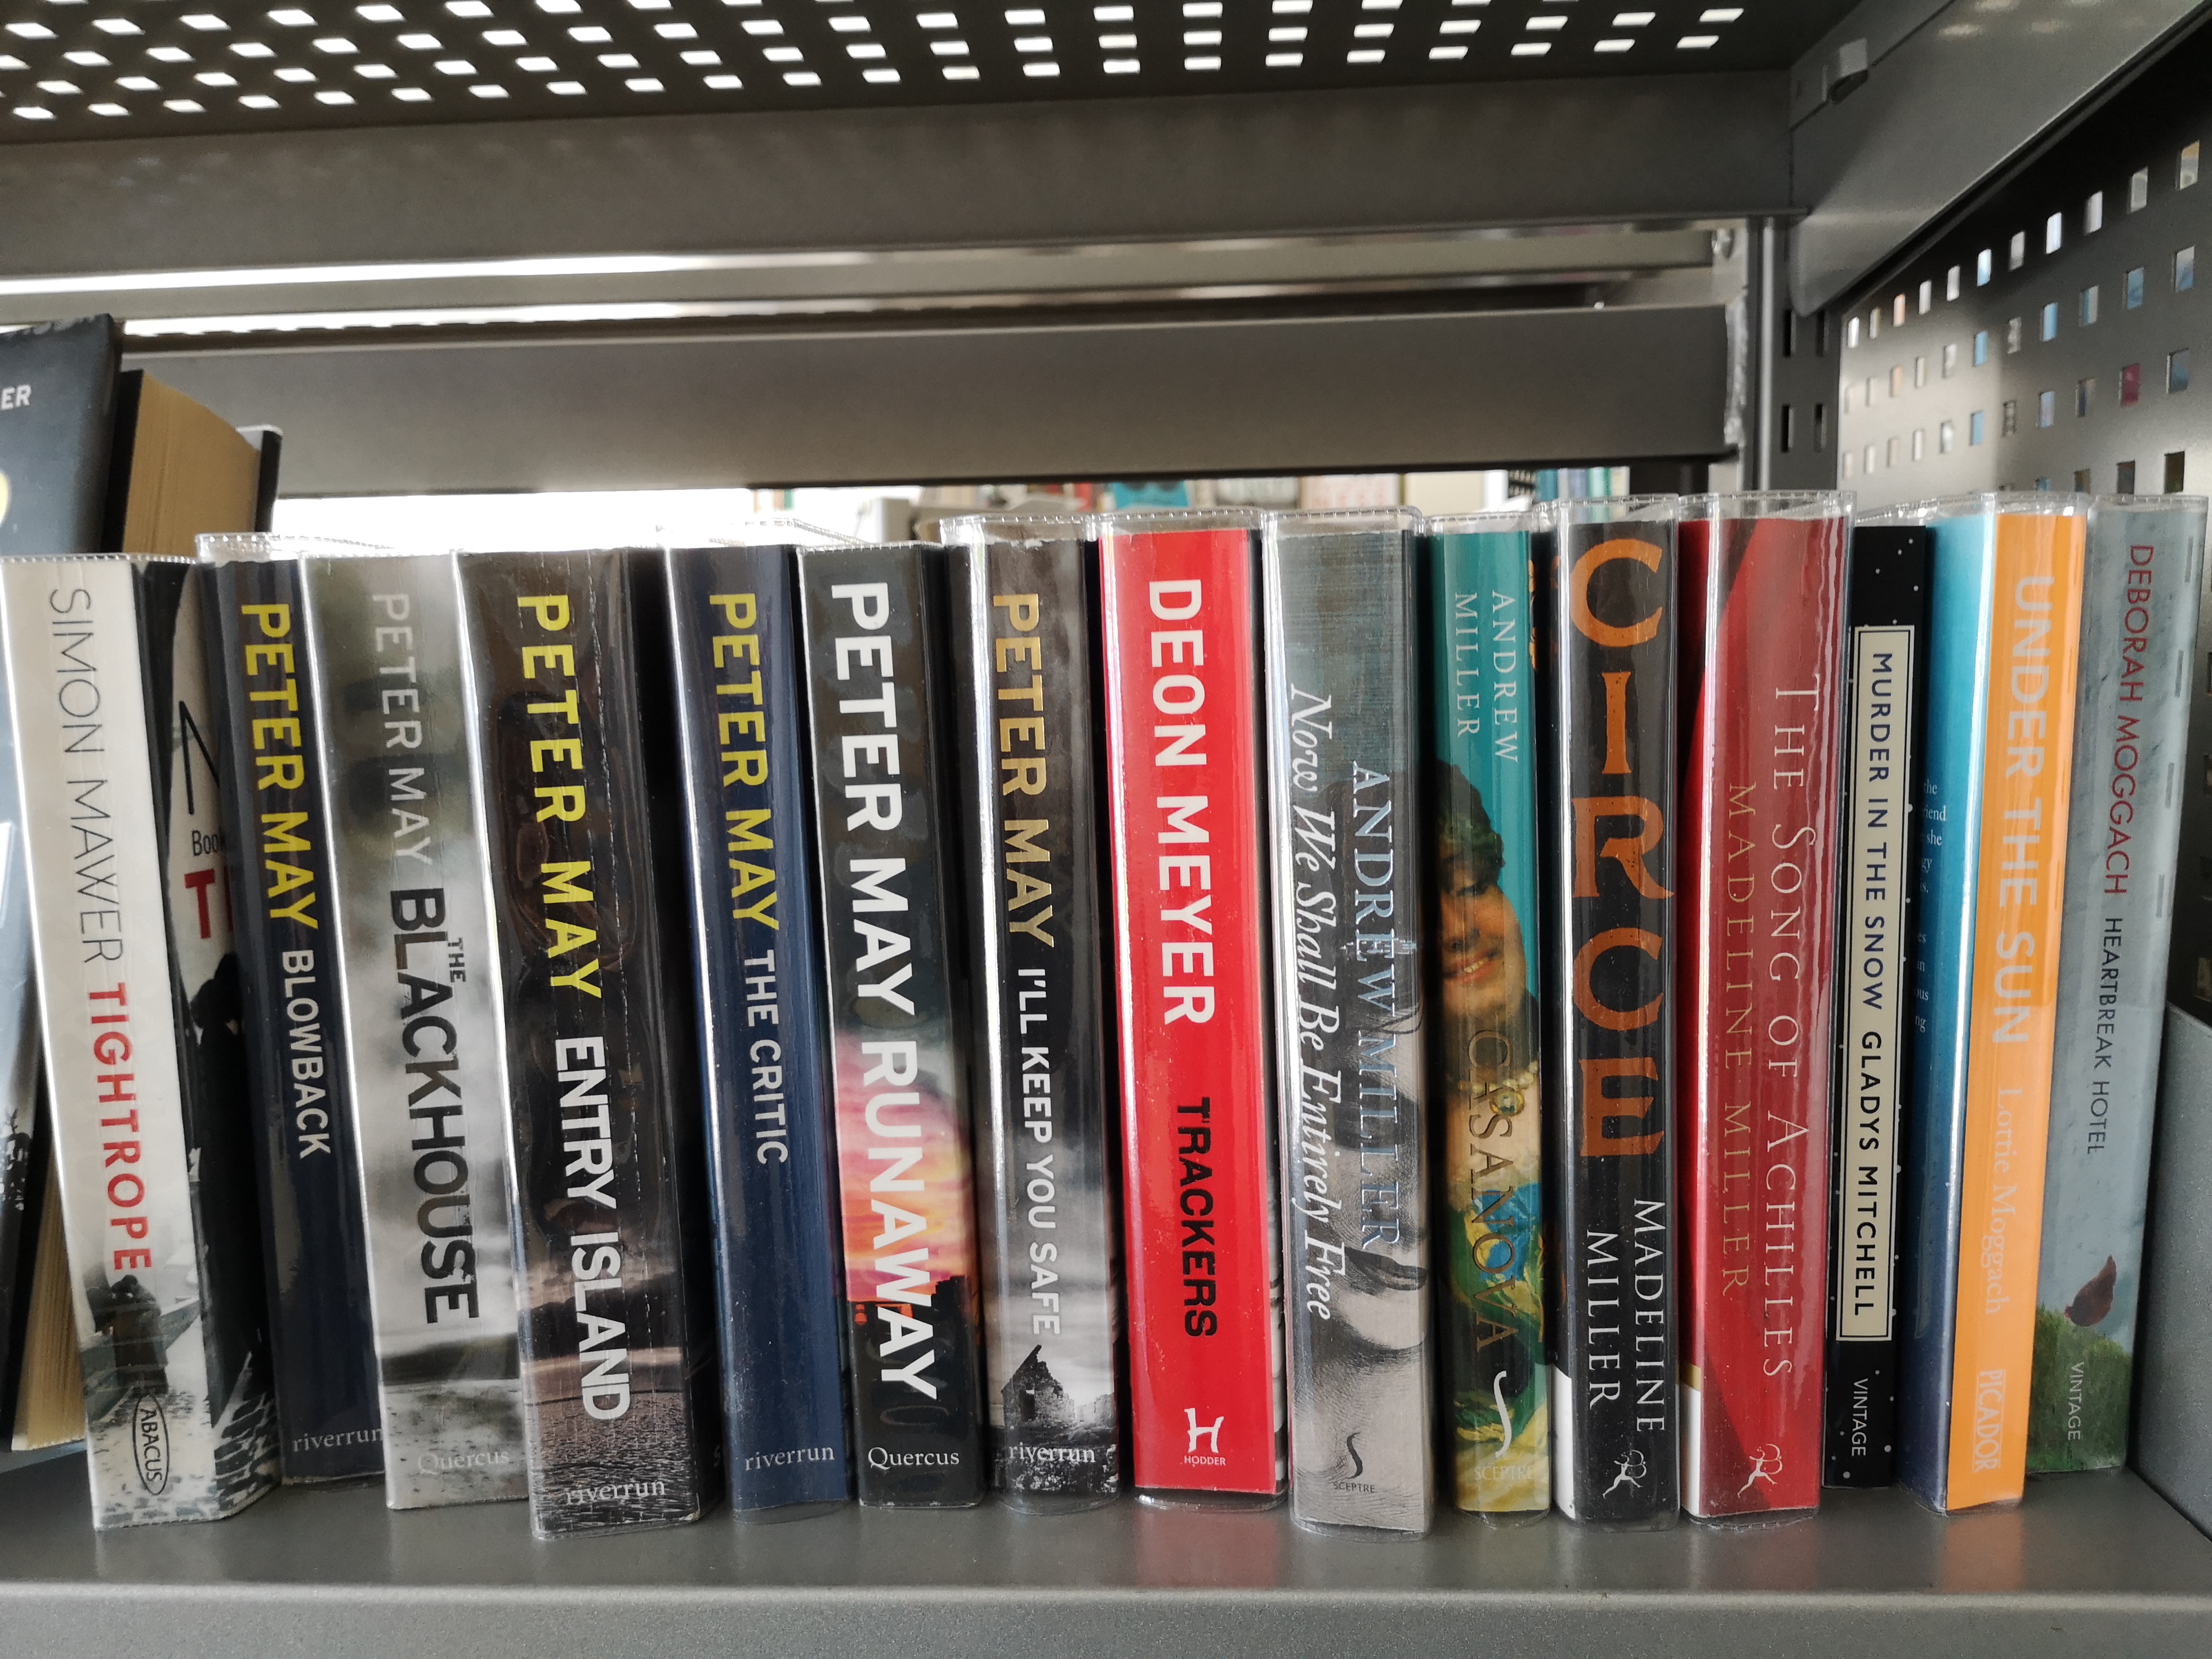 ER
SIMON MAWER TIGHTROPE
ABACUS
PETER MAY BLOWBACK
riverrun
PETER MAY THE BLACKHOUSE
Quercus
PETER MAY ENTRY ISLAND
riverrun
PETER MAY THE CRITIC
riverrun
PETER MAY RUNAWAY
Quercus
PETER MAY I'LL KEEP YOU SAFE
riverrun
DEON MEYER TRACKERS
HODDER
ANDREW MILLER
Now We Shall Be Entirely Free
SCEPTRE
ANDREW
MILLER
CASANOVA
SCEPTRE
CIRCE
MADELINE
MILLER
THE SONG OF ACHILLES
MADELINE MILLER
MURDER IN THE SNOW GLADYS MITCHELL
VINTAGE
she
UNDER THE SUN Lottie Moggach
PICADOR
DEBORAH MOGGACH HEARTBREAK HOTEL
VINTAGE